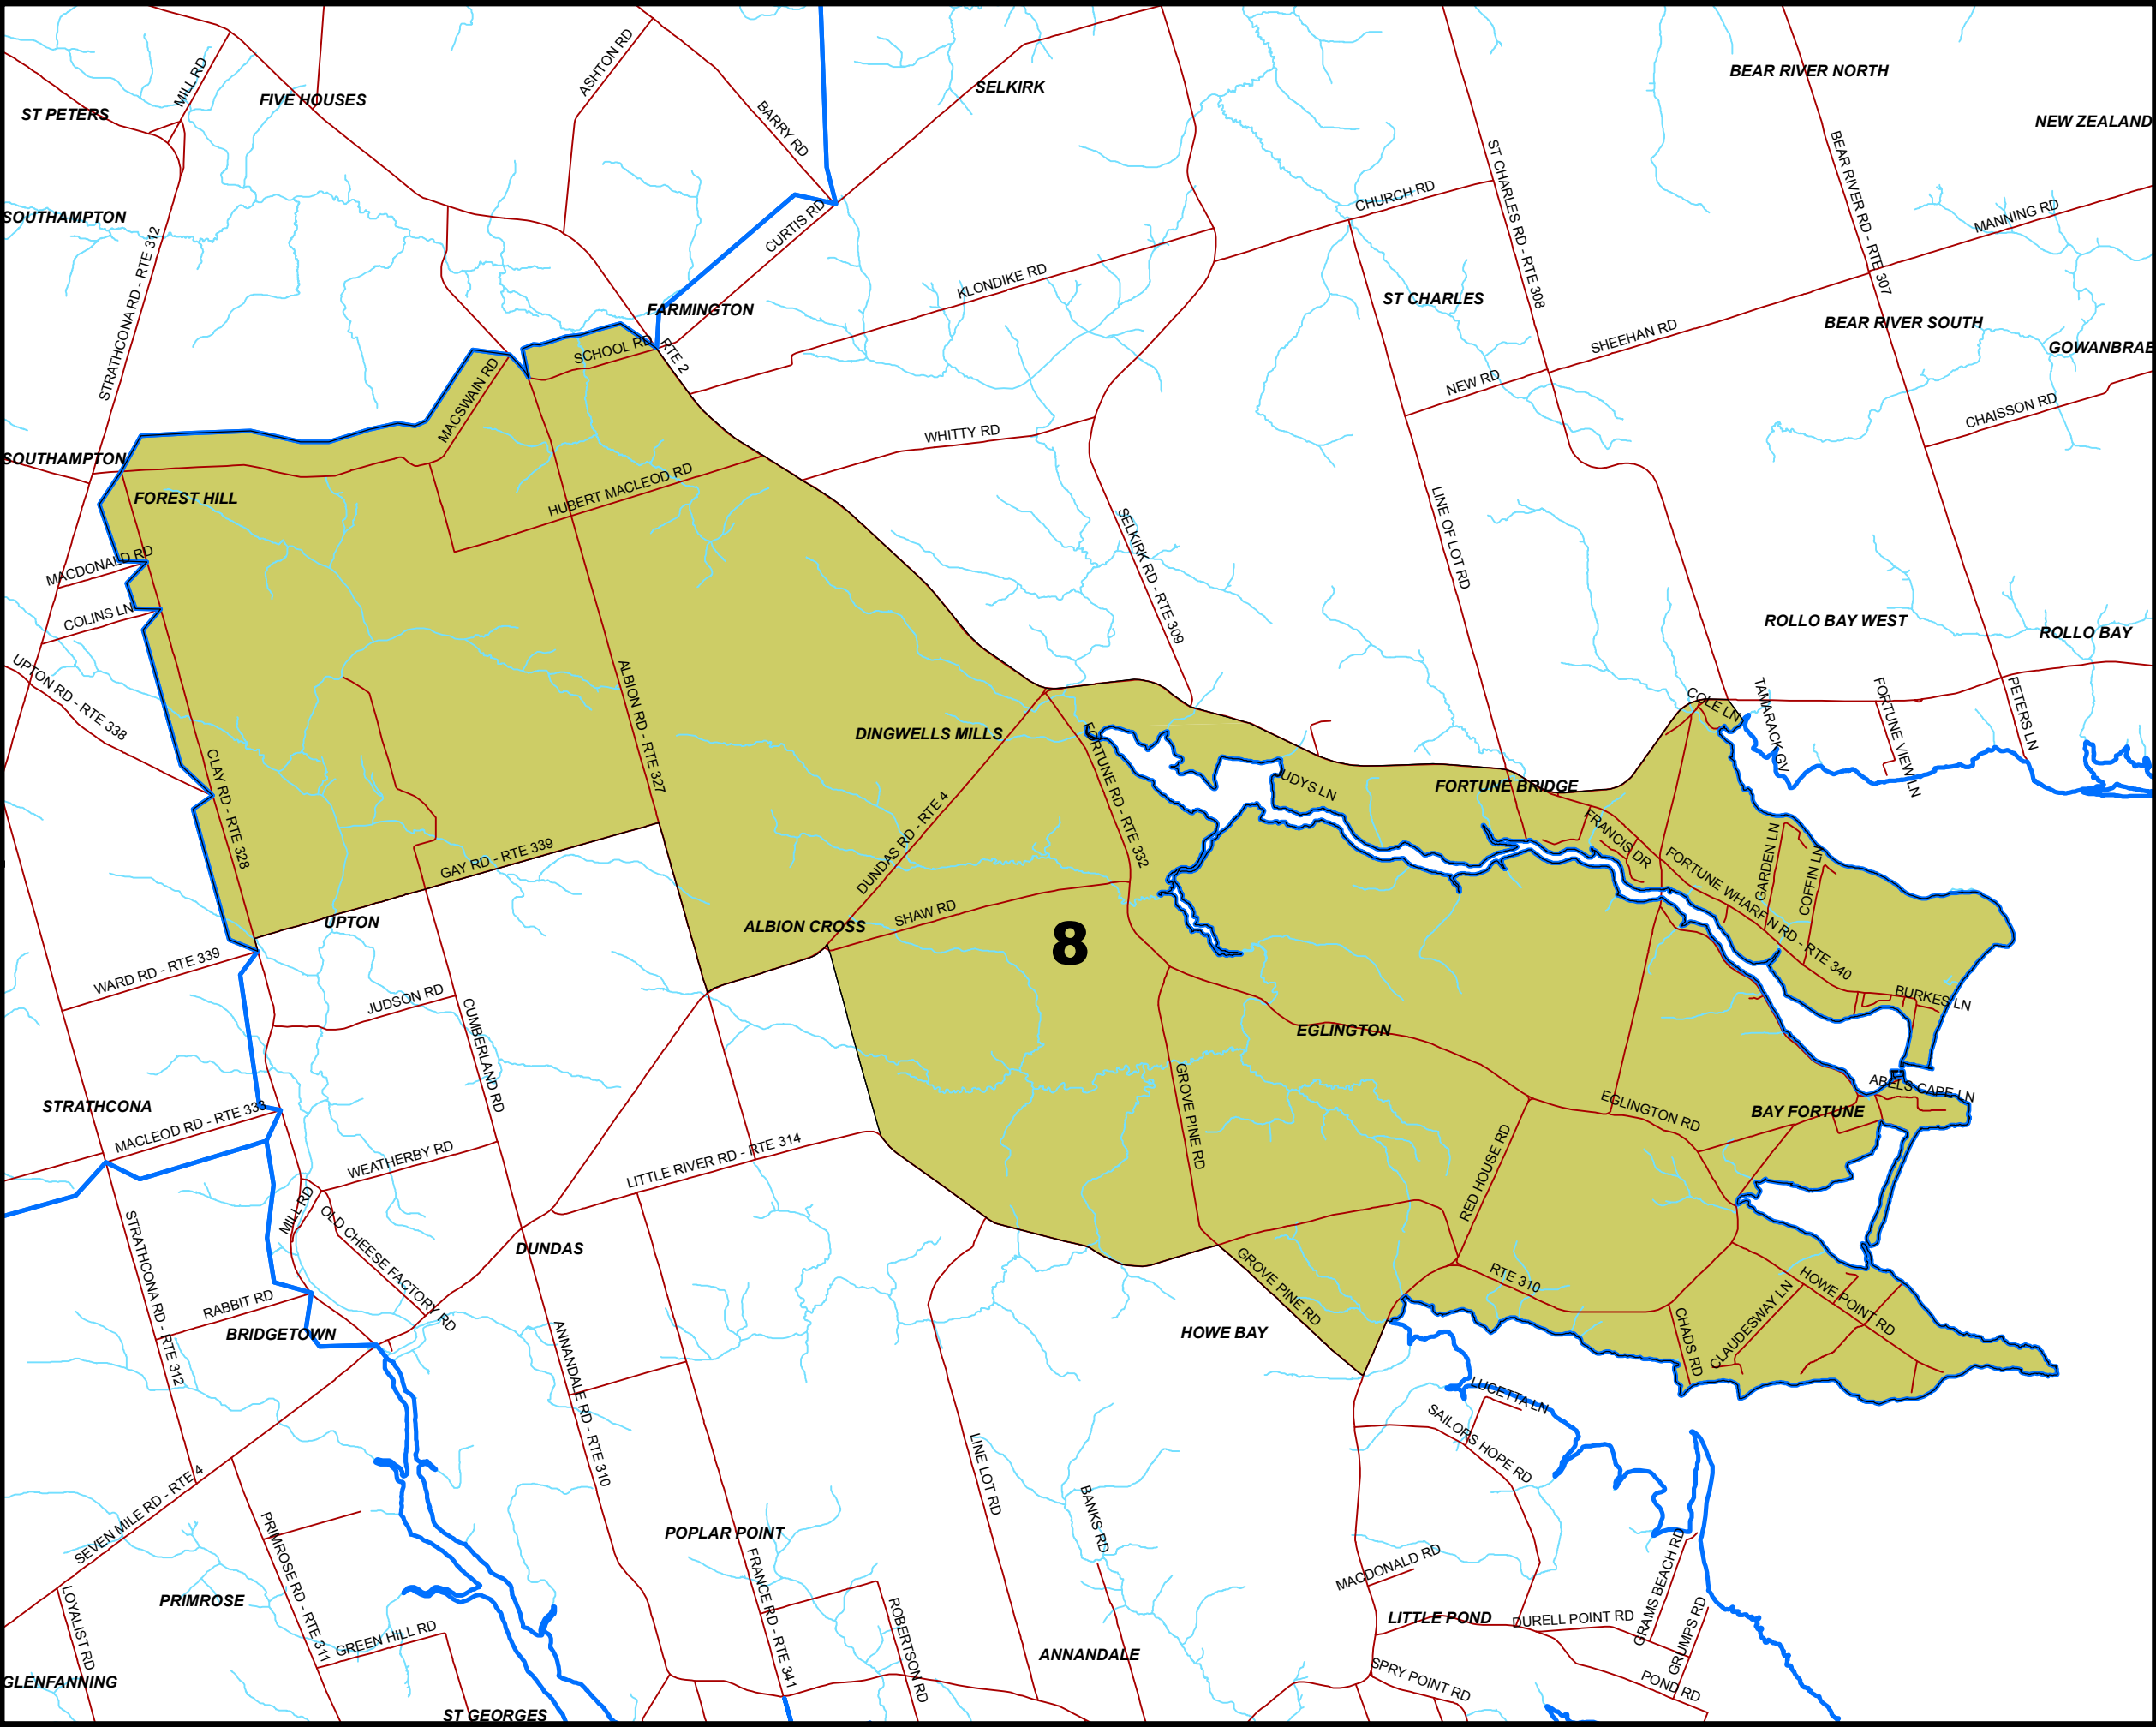 BEAR RIVER NORTH
SELKIRK
ASHTON RD
MILL RD
FIVE HOUSES
ST PETERS
NEW ZEALAND
BARRY RD
ST CHARLES RD - RTE 308
BEAR RIVER RD - RTE 307
CHURCH RD
MANNING RD
SOUTHAMPTON
CURTIS RD
STRATHCONA RD - RTE 312
KLONDIKE RD
ST CHARLES
FARMINGTON
BEAR RIVER SOUTH
SHEEHAN RD
GOWANBRAE
SCHOOL RD
RTE 2
NEW RD
MACSWAIN RD
CHAISSON RD
WHITTY RD
SOUTHAMPTON
HUBERT MACLEOD RD
FOREST HILL
LINE OF LOT RD
SELKIRK RD - RTE 309
MACDONALD RD
COLINS LN
ROLLO BAY WEST
ROLLO BAY
UPTON RD - RTE 338
ALBION RD - RTE 327
COLE LN
TAMARACK GV
FORTUNE VIEW LN
PETERS LN
DINGWELLS MILLS
FORTUNE RD - RTE 332
CLAY RD - RTE 328
UDYS LN
FORTUNE BRIDGE
DUNDAS RD - RTE 4
FRANCIS DR
GARDEN LN
COFFIN LN
GAY RD - RTE 339
FORTUNE WHARF N RD - RTE 340
UPTON
ALBION CROSS
SHAW RD
8
WARD RD - RTE 339
JUDSON RD
BURKES LN
CUMBERLAND RD
EGLINGTON
GROVE PINE RD
ABELS CAPE LN
STRATHCONA
MACLEOD RD - RTE 333
EGLINGTON RD
BAY FORTUNE
WEATHERBY RD
LITTLE RIVER RD - RTE 314
RED HOUSE RD
MILL RD
OLD CHEESE FACTORY RD
STRATHCONA RD - RTE 312
DUNDAS
GROVE PINE RD
RTE 310
HOWE POINT RD
CLAUDESWAY LN
CHADS RD
RABBIT RD
BRIDGETOWN
HOWE BAY
ANNANDALE RD - RTE 310
LUCETTA LN
SAILORS HOPE RD
LINE LOT RD
SEVEN MILE RD - RTE 4
BANKS RD
PRIMROSE RD - RTE 311
POPLAR POINT
FRANCE RD - RTE 341
MACDONALD RD
GRAMS BEACH RD
LOYALIST RD
PRIMROSE
ROBERTSON RD
GRUMPS RD
LITTLE POND
DURELL POINT RD
GREEN HILL RD
ANNANDALE
GLENFANNING
SPRY POINT RD
POND RD
ST GEORGES